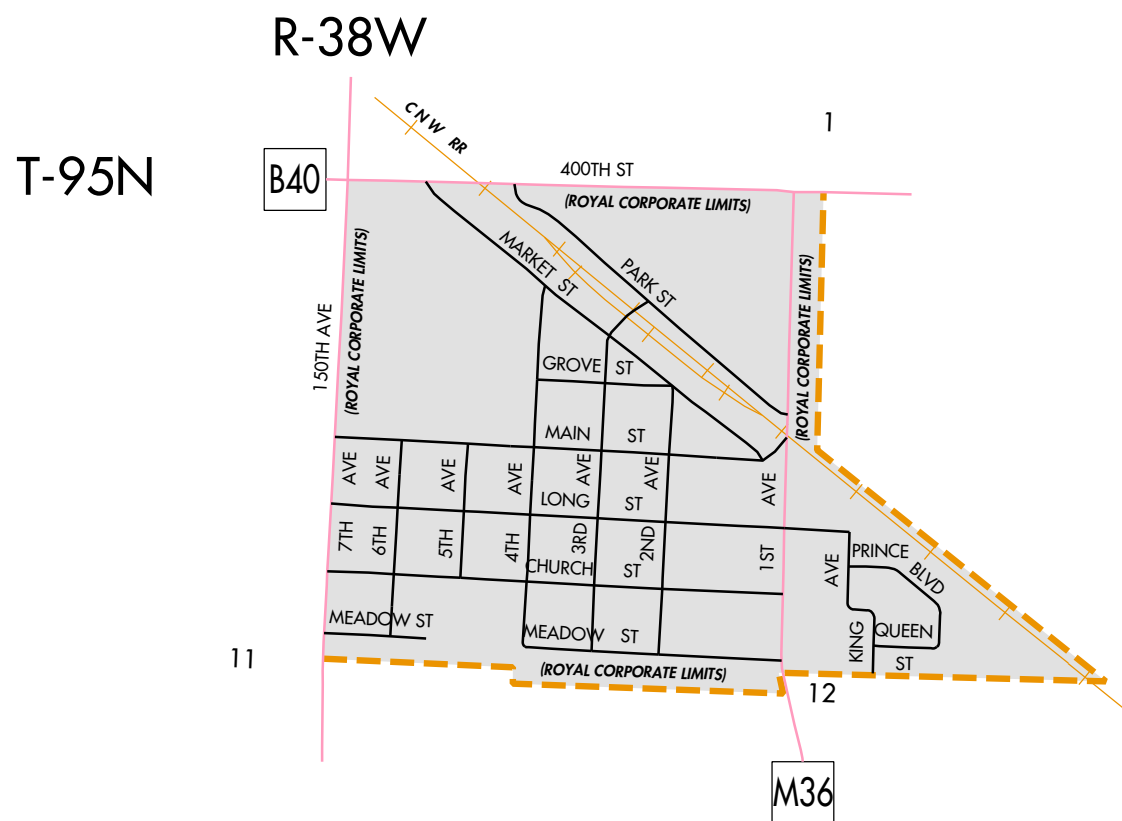 R-38W
T-95N
B40
CNW RR
1
400TH ST
(ROYAL CORPORATE LIMITS)
MARKET ST
PARK ST
150TH AVE
(ROYAL CORPORATE LIMITS)
(ROYAL CORPORATE LIMITS)
GROVE ST
MAIN ST
LONG ST
7TH AVE
6TH AVE
5TH AVE
4TH AVE
3RD AVE
2ND AVE
1ST AVE
CHURCH ST
PRINCE BLVD
KING AVE
QUEEN ST
MEADOW ST
MEADOW ST
(ROYAL CORPORATE LIMITS)
11
12
M36